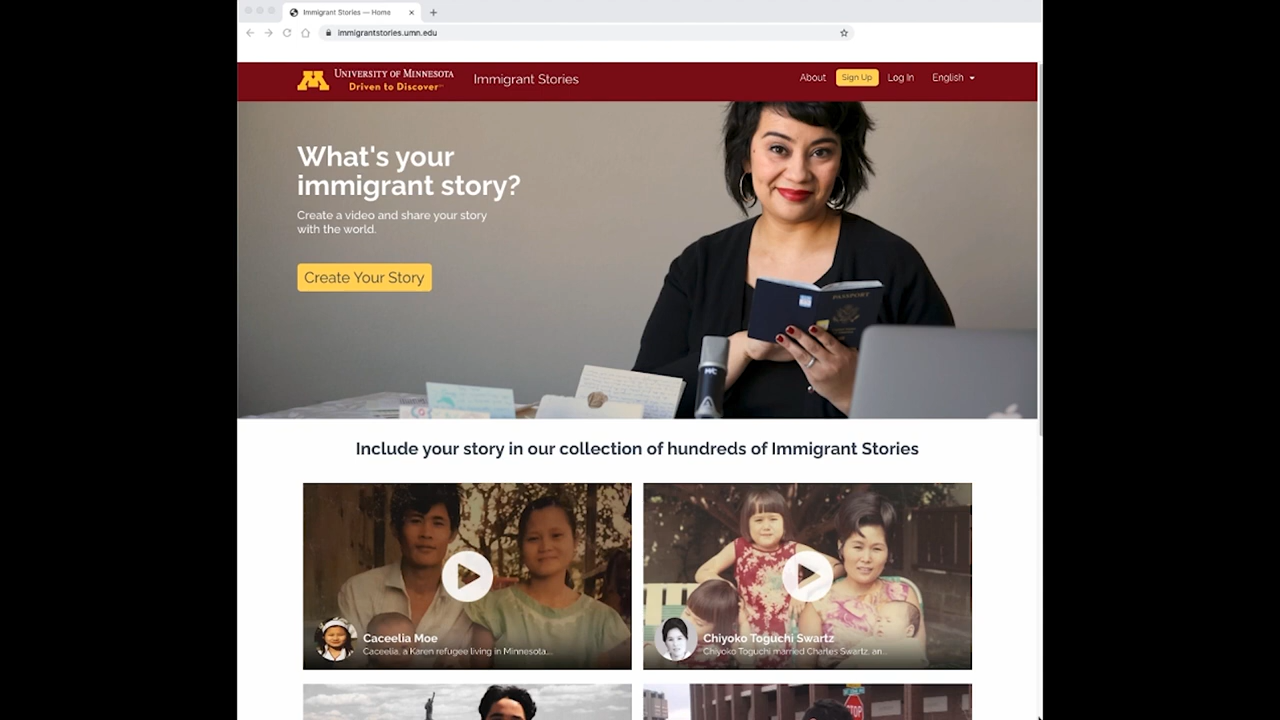 Immigrant Stories — Home
immigrantstories.umn.edu
UNIVERSITY OF MINNESOTA
Driven to Discover
Immigrant Stories
About
Sign Up
Log In
English
What's your
immigrant story?
Create a video and share your story
with the world.
Create Your Story
PASSPORT
Include your story in our collection of hundreds of Immigrant Stories
Caceelia Moe
Caceelia, a Karen refugee living in Minnesota...
Chiyoko Toguchi Swartz
Chiyoko Toguchi married Charles Swartz, an...
STOP